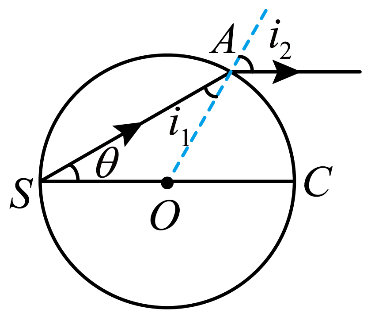 A i₂
i₁
θ
S O C